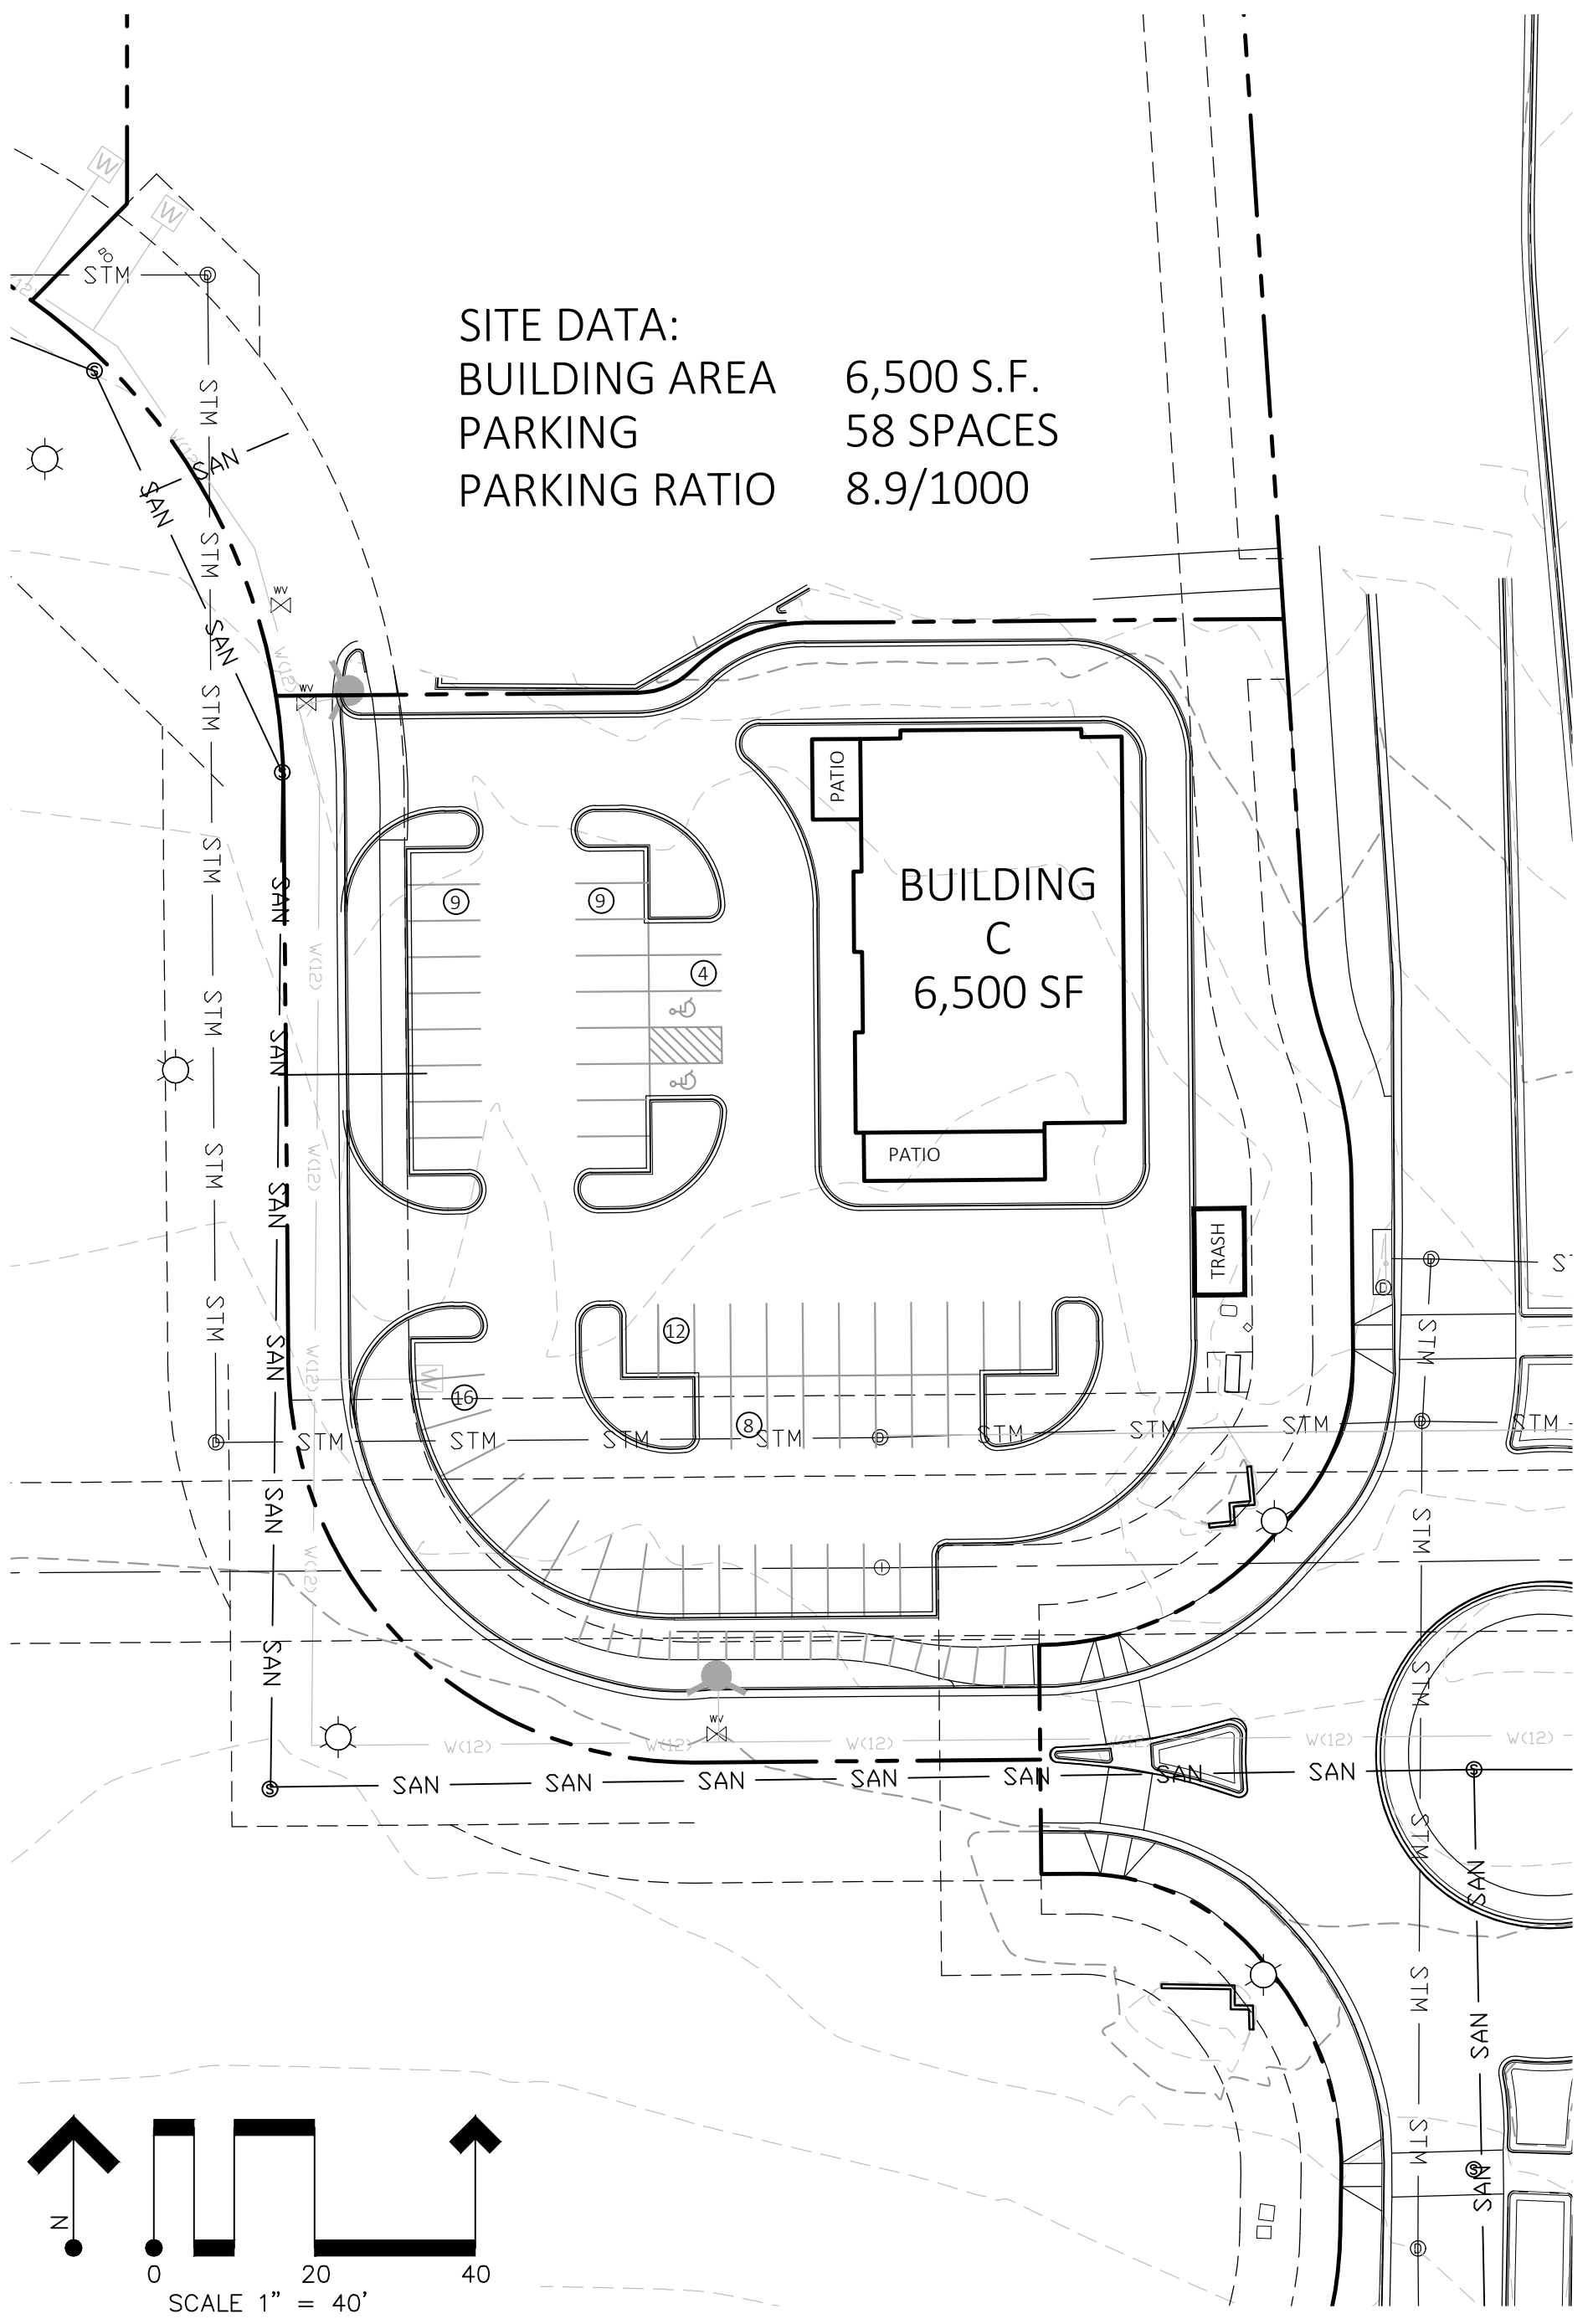 W
W
STM
D
SITE DATA:
BUILDING AREA 6,500 S.F.
PARKING 58 SPACES
PARKING RATIO 8.9/1000
S
STM
W(12)
SAN
SAN
STM
WV
SAN
W(12)
WV
STM
S
PATIO
STM
BUILDING
C
6,500 SF
SAN
9
9
W(12)
4
STM
SAN
STM
W(12)
PATIO
SAN
TRASH
D
D
STM
12
SAN
W(12)
W
16
STM
8
D
STM
STM
STM
STM
D
STM
STM
STM
D
STM
SAN
STM
W(12)
SAN
STM
WV
W(12)
W(12)
W(12)
W(12)
W(12)
S
SAN
SAN
SAN
SAN
SAN
SAN
SAN
S
STM
SAN
STM
SAN
STM
S
SAN
D
N
0 20 40
SCALE 1" = 40'